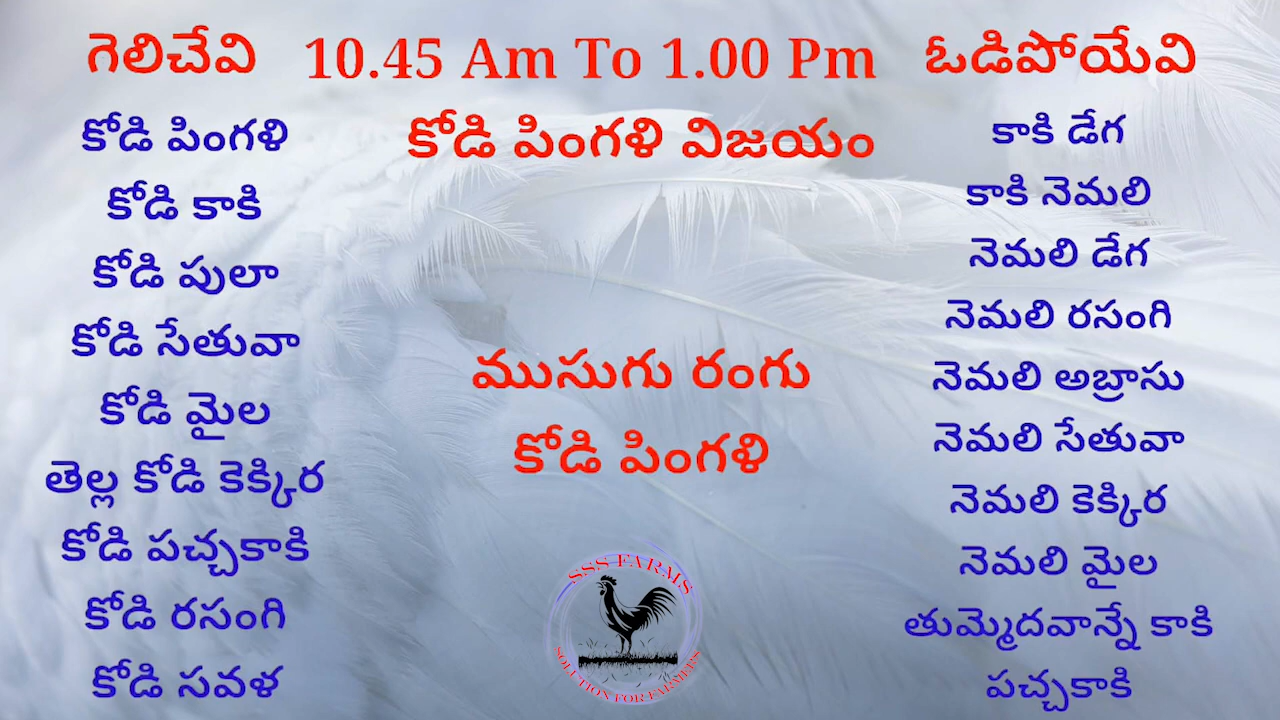 గెలిచేవి 10.45 Am To 1.00 Pm ఓడిపోయేవి
కోడి పింగళి విజయం
కోడి పింగళి
కోడి కాకి
కోడి పులా
కోడి సేతువా
కోడి మైల
తెల్ల కోడి కెక్కిర
కోడి పచ్చకాకి
కోడి రసంగి
కోడి సవళ
ముసుగు రంగు
కోడి పింగళి
SSS FARMS
SOLUTION FOR FARMERS
కాకి డేగ
కాకి నెమలి
నెమలి డేగ
నెమలి రసంగి
నెమలి అబ్రాసు
నెమలి సేతువా
నెమలి కెక్కిర
నెమలి మైల
తుమ్మెదవాన్నే కాకి
పచ్చకాకి